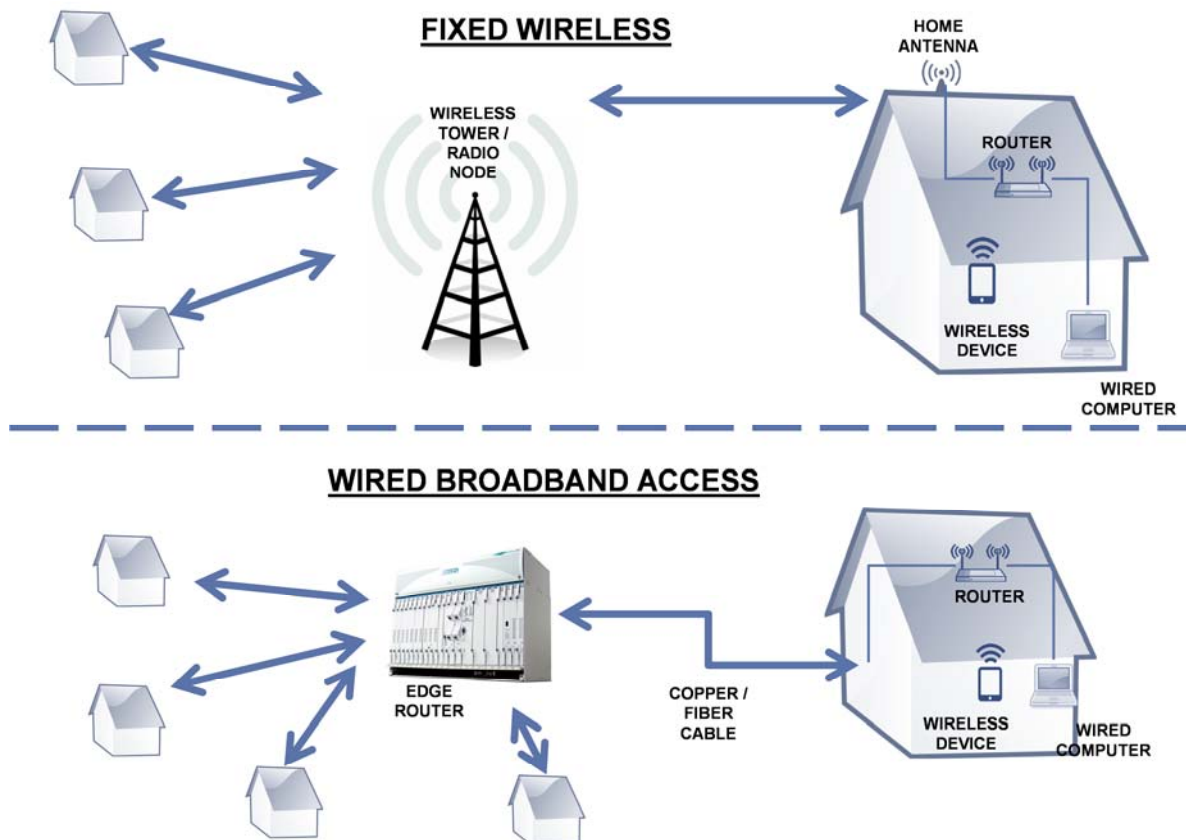 FIXED WIRELESS
HOME
ANTENNA
WIRELESS
TOWER /
RADIO
NODE
ROUTER
WIRELESS
DEVICE
WIRED
COMPUTER
WIRED BROADBAND ACCESS
ROUTER
EDGE
ROUTER
COPPER /
FIBER
CABLE
WIRELESS
DEVICE
WIRED
COMPUTER